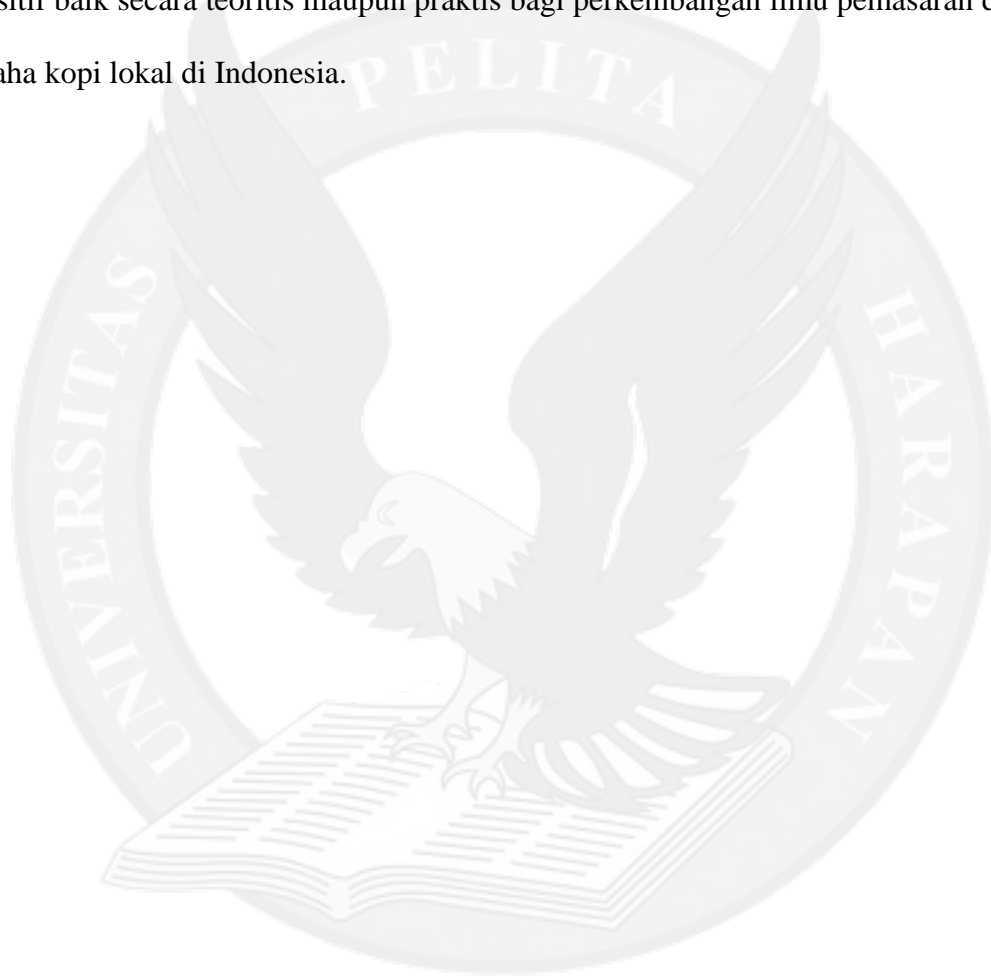 sitif baik secara teoritis maupun praktis bagi perkembangan ilmu pemasaran d
aha kopi lokal di Indonesia.
UNIVERSITAS PELITA HARAPAN